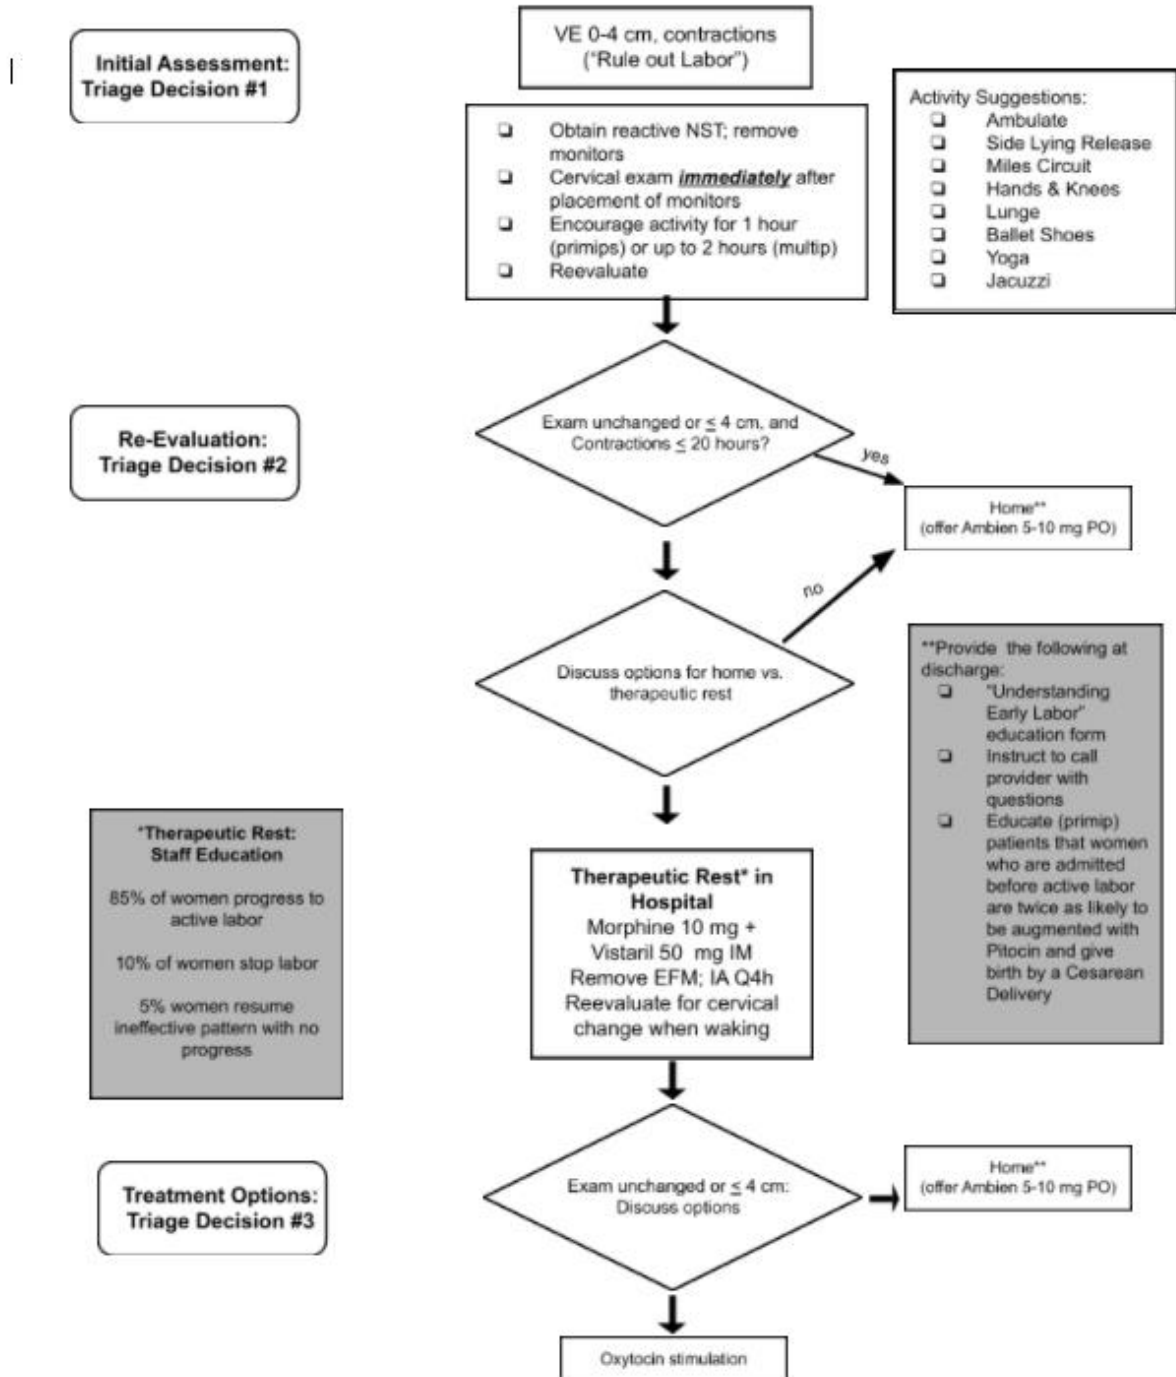 Initial Assessment:
Triage Decision #1
VE 0-4 cm, contractions
("Rule out Labor")
❑ Obtain reactive NST; remove
monitors
❑ Cervical exam immediately after
placement of monitors
❑ Encourage activity for 1 hour
(primips) or up to 2 hours (multip)
❑ Reevaluate
Activity Suggestions:
❑ Ambulate
❑ Side Lying Release
❑ Miles Circuit
❑ Hands & Knees
❑ Lunge
❑ Ballet Shoes
❑ Yoga
❑ Jacuzzi
Re-Evaluation:
Triage Decision #2
Exam unchanged or ≤ 4 cm, and
Contractions ≤ 20 hours?
yes
Home**
(offer Ambien 5-10 mg PO)
no
Discuss options for home vs.
therapeutic rest
**Provide the following at
discharge:
❑ "Understanding
Early Labor"
education form
❑ Instruct to call
provider with
questions
❑ Educate (primip)
patients that women
who are admitted
before active labor
are twice as likely to
be augmented with
Pitocin and give
birth by a Cesarean
Delivery
*Therapeutic Rest:
Staff Education
85% of women progress to
active labor
10% of women stop labor
5% women resume
ineffective pattern with no
progress
Therapeutic Rest* in
Hospital
Morphine 10 mg +
Vistaril 50 mg IM
Remove EFM; IA Q4h
Reevaluate for cervical
change when waking
Treatment Options:
Triage Decision #3
Exam unchanged or ≤ 4 cm:
Discuss options
Home**
(offer Ambien 5-10 mg PO)
Oxytocin stimulation